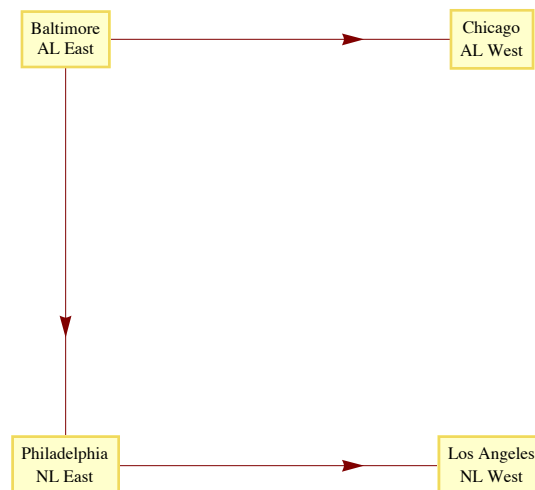 Baltimore
AL East
Chicago
AL West
Philadelphia
NL East
Los Angeles
NL West